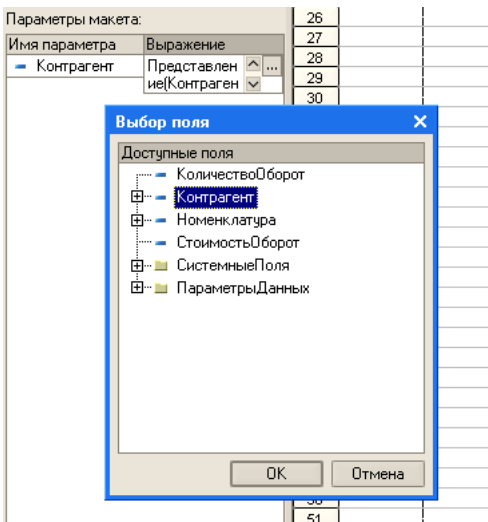 Параметры макета:
Имя параметра Выражение
Контрагент Представлен ...
ие(Контраген
26
27
28
29
30
Выбор поля
Доступные поля
КоличествоОборот
Контрагент
Номенклатура
СтоимостьОборот
СистемныеПоля
ПараметрыДанных
OK Отмена
51